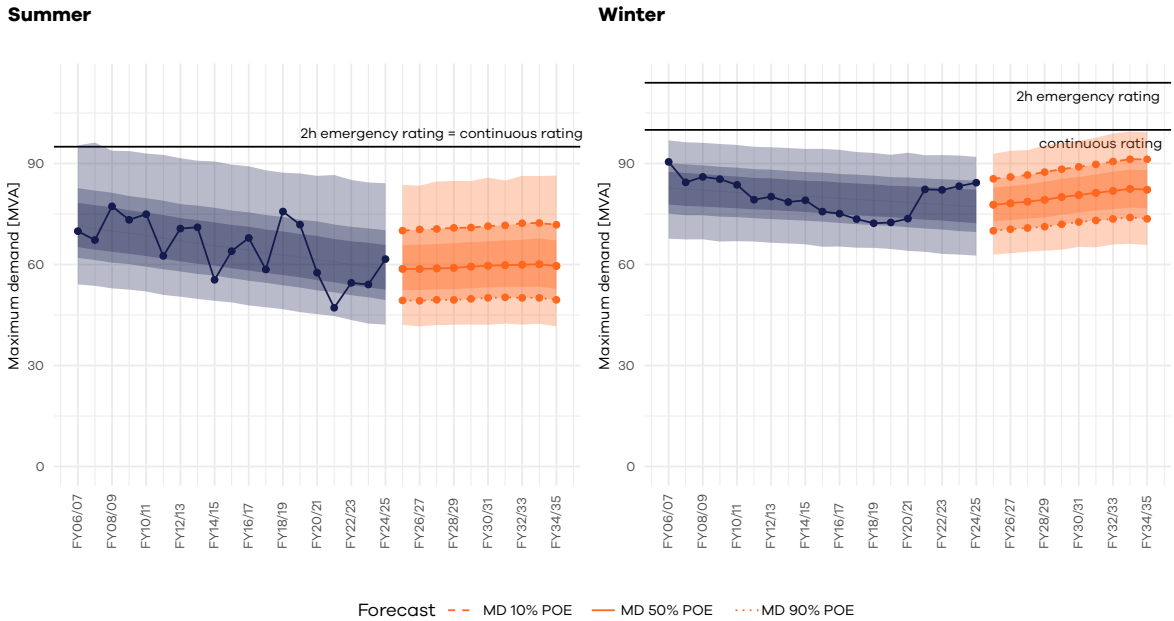 Summer
Winter
Maximum demand [MVA]
90
60
30
0
2h emergency rating = continuous rating
FY06/07
FY08/09
FY10/11
FY12/13
FY14/15
FY16/17
FY18/19
FY20/21
FY22/23
FY24/25
FY26/27
FY28/29
FY30/31
FY32/33
FY34/35
Maximum demand [MVA]
90
60
30
0
2h emergency rating
continuous rating
FY06/07
FY08/09
FY10/11
FY12/13
FY14/15
FY16/17
FY18/19
FY20/21
FY22/23
FY24/25
FY26/27
FY28/29
FY30/31
FY32/33
FY34/35
Forecast MD 10% POE MD 50% POE MD 90% POE